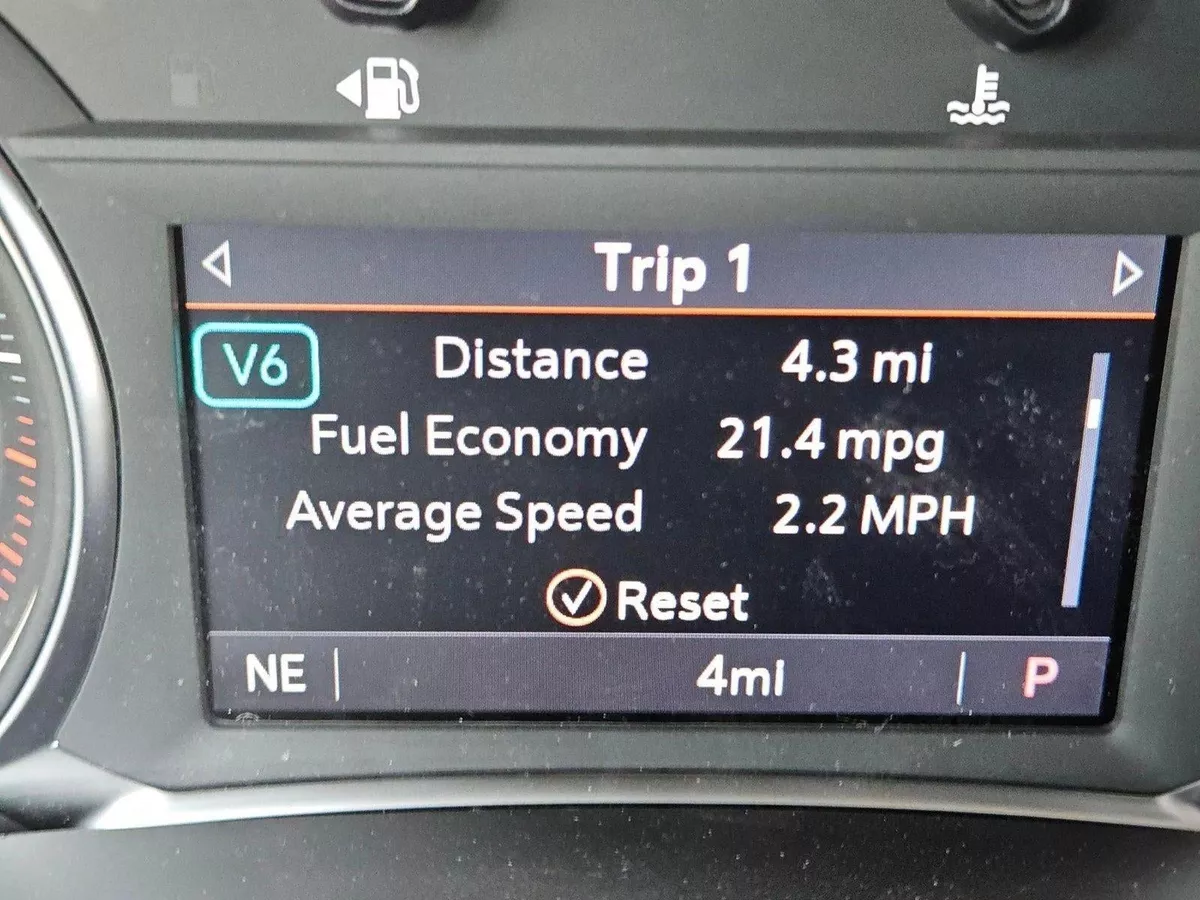 Trip 1
V6
Distance 4.3 mi
Fuel Economy 21.4 mpg
Average Speed 2.2 MPH
Reset
NE 4mi P